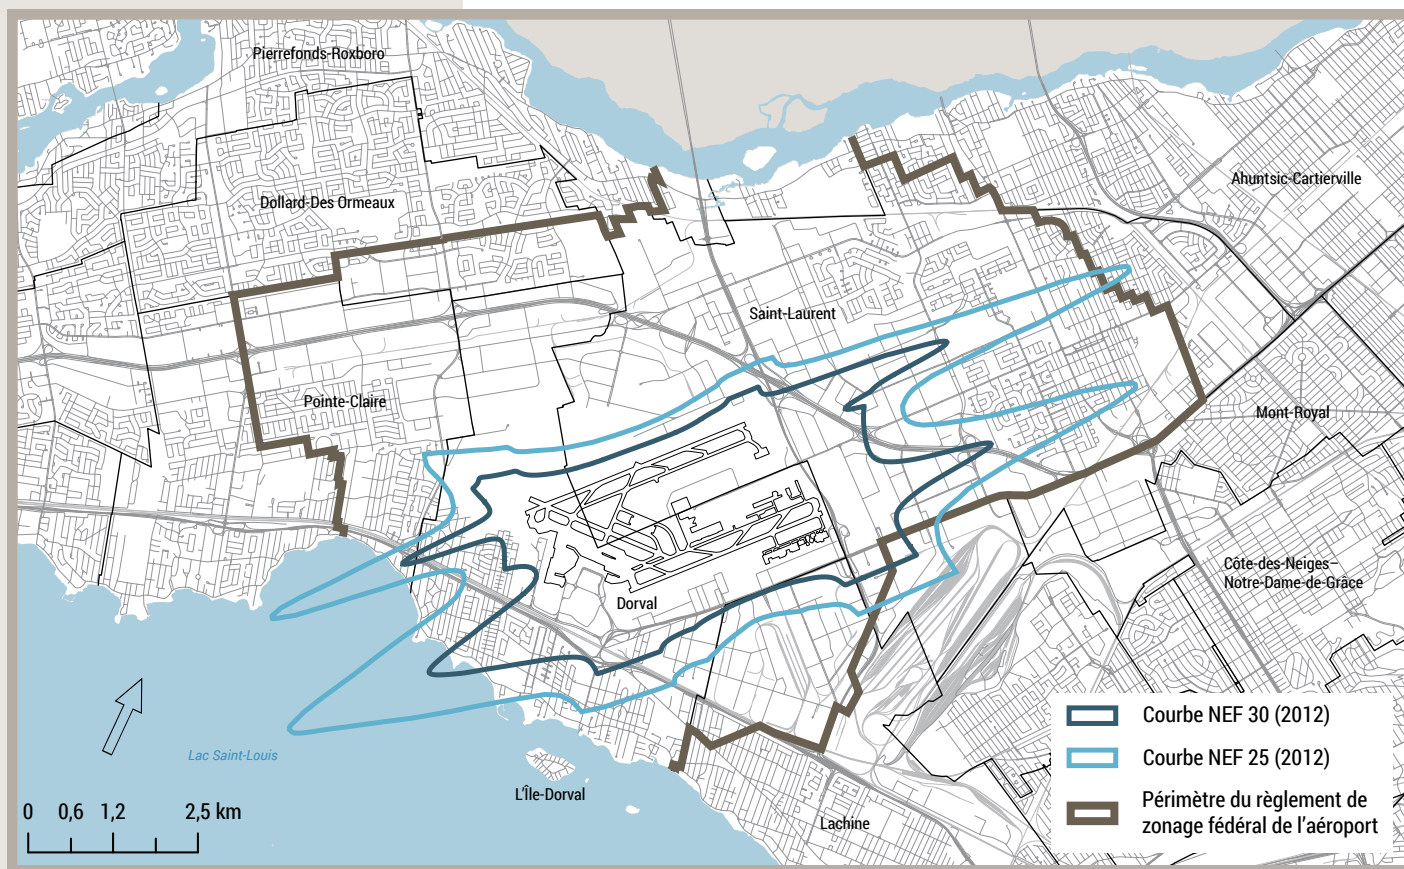 Pierrefonds-Roxboro
Ahuntsic-Cartierville
Dollard-Des Ormeaux
Saint-Laurent
Pointe-Claire
Mont-Royal
Côte-des-Neiges–
Notre-Dame-de-Grâce
Dorval
Lac Saint-Louis
L'Île-Dorval
Lachine
0 0,6 1,2 2,5 km
Courbe NEF 30 (2012)
Courbe NEF 25 (2012)
Périmètre du règlement de
zonage fédéral de l'aéroport